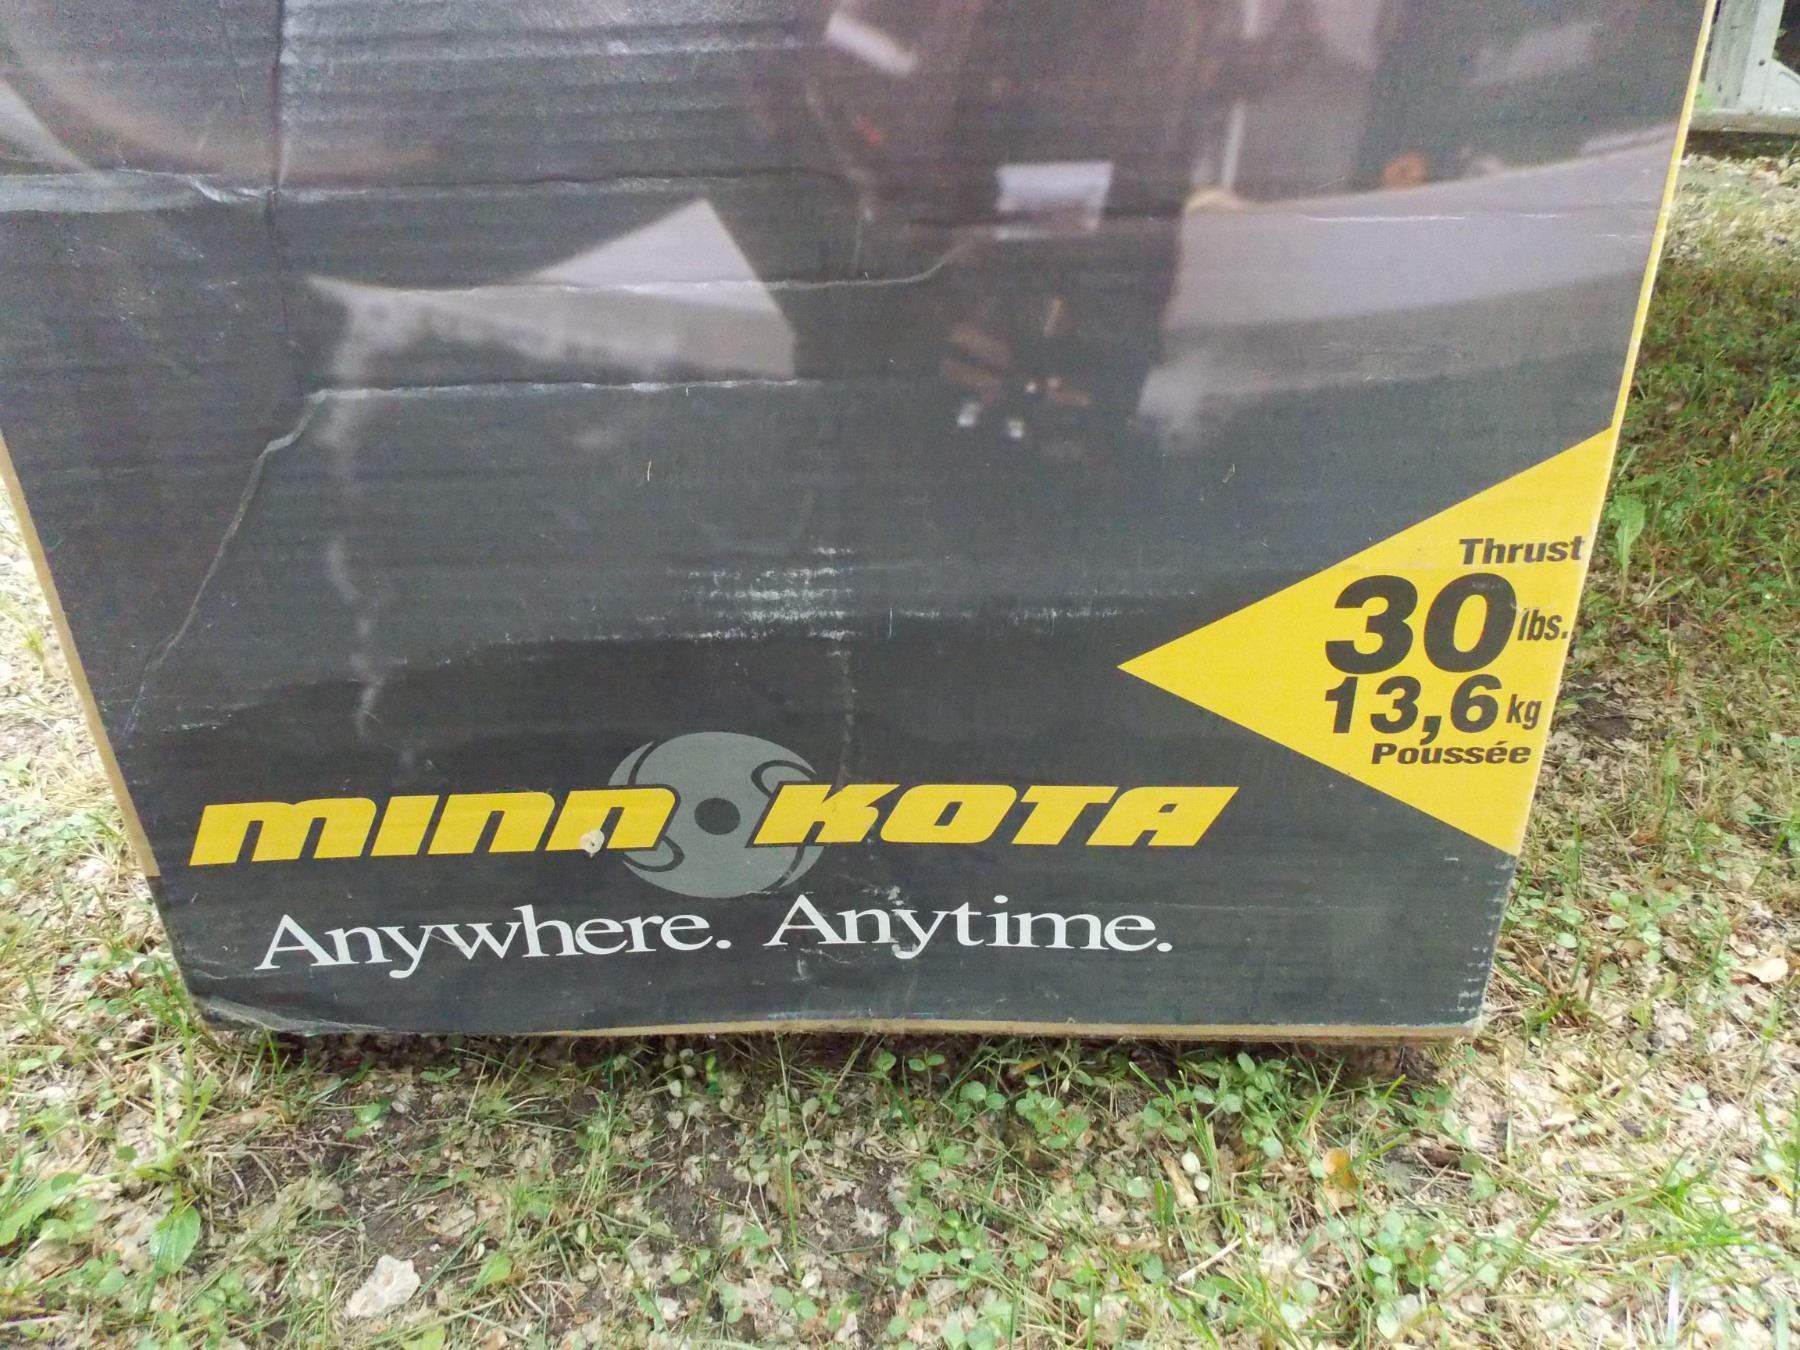 Thrust
30 lbs.
13,6 kg
Poussée
MINN KOTA
Anywhere. Anytime.